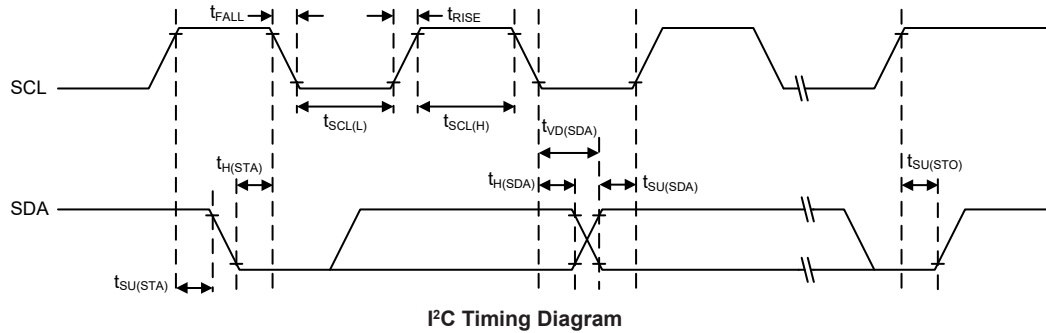 tFALL
tRISE
SCL
tSCL(L)
tSCL(H)
tVD(SDA)
tH(STA)
tH(SDA)
tSU(SDA)
tSU(STO)
SDA
tSU(STA)
I²C Timing Diagram